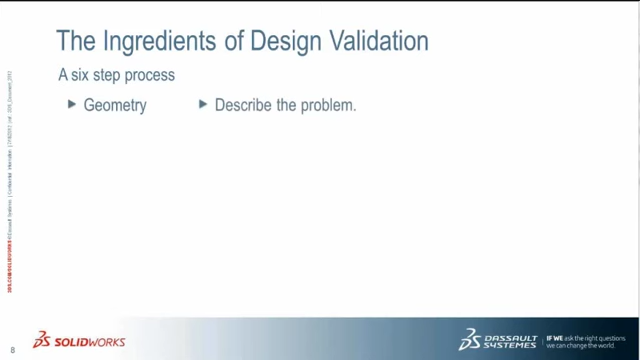 The Ingredients of Design Validation
A six step process
Geometry
Describe the problem.
8
SOLIDWORKS
DASSAULT SYSTEMES
IF WE ask the right questions
we can change the world.